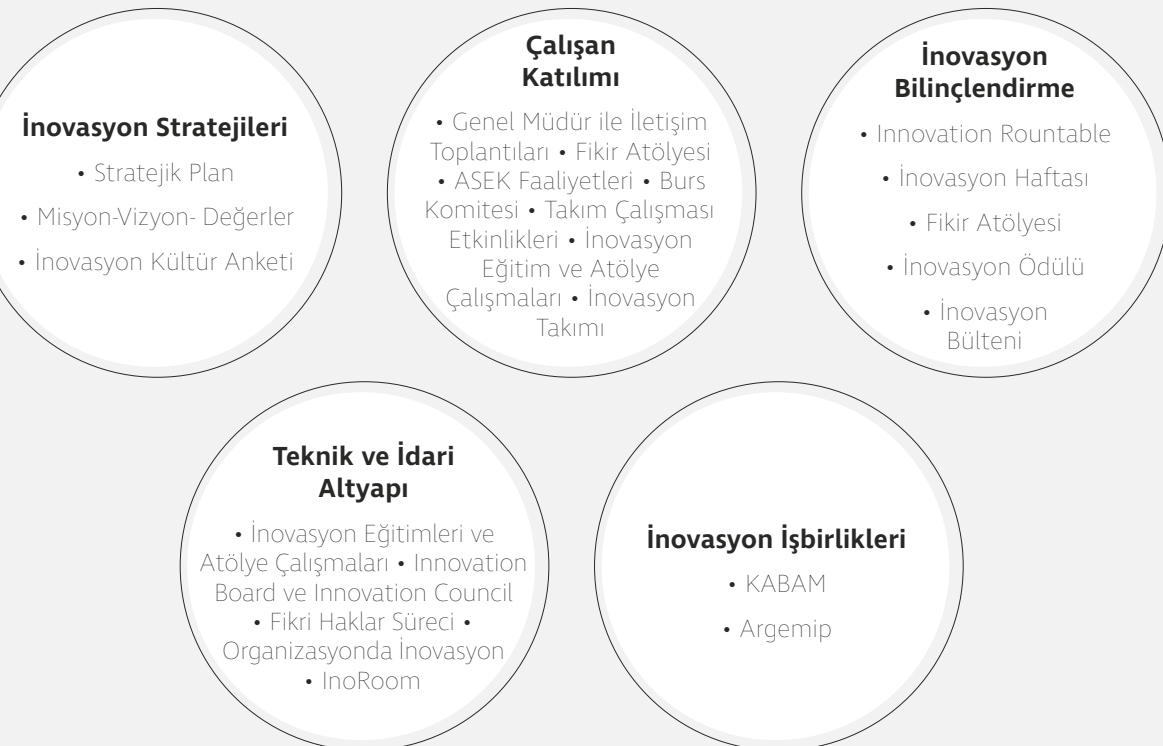 İnovasyon Stratejileri
• Stratejik Plan
• Misyon-Vizyon- Değerler
• İnovasyon Kültür Anketi
Çalışan
Katılımı
• Genel Müdür ile İletişim
Toplantıları • Fikir Atölyesi
• ASEK Faaliyetleri • Burs
Komitesi • Takım Çalışması
Etkinlikleri • İnovasyon
Eğitim ve Atölye
Çalışmaları • İnovasyon
Takımı
İnovasyon
Bilinçlendirme
• Innovation Rountable
• İnovasyon Haftası
• Fikir Atölyesi
• İnovasyon Ödülü
• İnovasyon
Bülteni
Teknik ve İdari
Altyapı
• İnovasyon Eğitimleri ve
Atölye Çalışmaları • Innovation
Board ve Innovation Council
• Fikri Haklar Süreci •
Organizasyonda İnovasyon
• InoRoom
İnovasyon İşbirlikleri
• KABAM
• Argemip